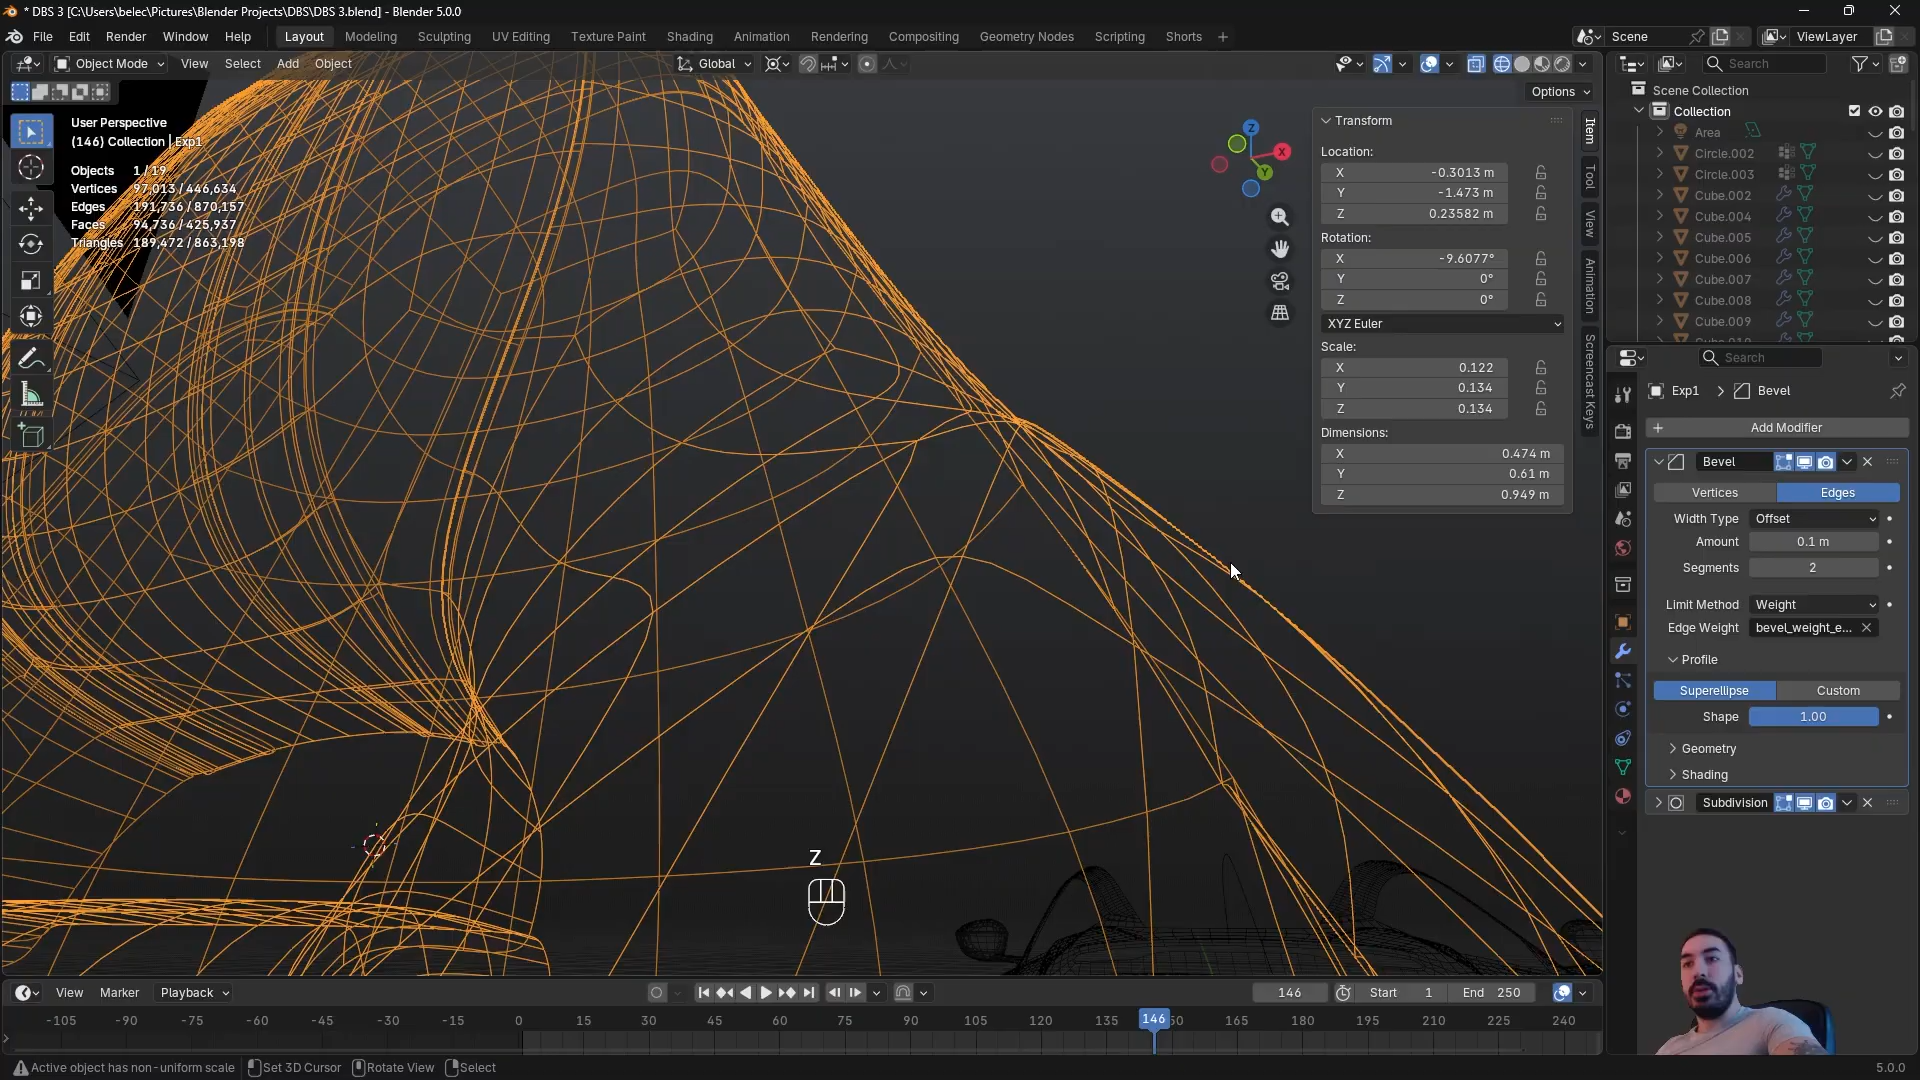 * DBS 3 [C:\Users\belec\Pictures\Blender Projects\DBS\DBS 3.blend] - Blender 5.0.0
File Edit Render Window Help Layout Modeling Sculpting UV Editing Texture Paint Shading Animation Rendering Compositing Geometry Nodes Scripting Shorts + Scene ViewLayer
Object Mode View Select Add Object Global Search
Options
User Perspective
(146) Collection | Exp1
Objects 1/19
Vertices 97,013/446,634
Edges 191,736/870,157
Faces 94,736/425,937
Triangles 189,472/863,198
Z
X
Y
Transform
Location:
X -0.3013 m
Y -1.473 m
Z 0.23582 m
Rotation:
X -9.6077°
Y 0°
Z 0°
XYZ Euler
Scale:
X 0.122
Y 0.134
Z 0.134
Dimensions:
X 0.474 m
Y 0.61 m
Z 0.949 m
Item
Tool
View
Animation
Screencast Keys
Scene Collection
Collection
Area
Circle.002
Circle.003
Cube.002
Cube.004
Cube.005
Cube.006
Cube.007
Cube.008
Cube.009
Search
Exp1 > Bevel
+ Add Modifier
Bevel
Vertices Edges
Width Type Offset
Amount 0.1 m
Segments 2
Limit Method Weight
Edge Weight bevel_weight_e...
Profile
Superellipse Custom
Shape 1.00
Geometry
Shading
Subdivision
Z
View Marker Playback 146 Start 1 End 250
-105 -90 -75 -60 -45 -30 -15 0 15 30 45 60 75 90 105 120 135 146 50 165 180 195 210 225 240
Active object has non-uniform scale Set 3D Cursor Rotate View Select 5.0.0